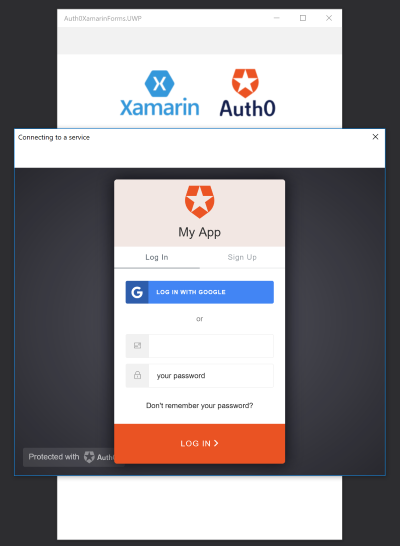 Auth0XamarinForms.UWP
Xamarin
Auth0
Connecting to a service
My App
Log In
Sign Up
LOG IN WITH GOOGLE
or
your password
Don't remember your password?
LOG IN
Protected with Auth0